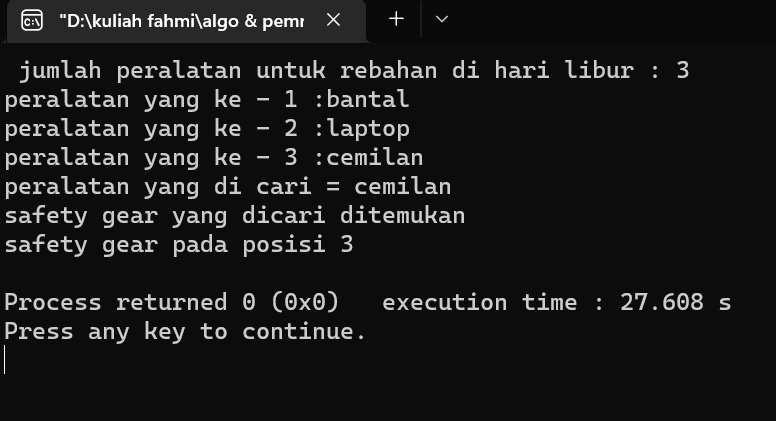 "D:\kuliah fahmi\algo & pemr
jumlah peralatan untuk rebahan di hari libur : 3
peralatan yang ke - 1 :bantal
peralatan yang ke - 2 :laptop
peralatan yang ke - 3 :cemilan
peralatan yang di cari = cemilan
safety gear yang dicari ditemukan
safety gear pada posisi 3
Process returned 0 (0x0)   execution time : 27.608 s
Press any key to continue.